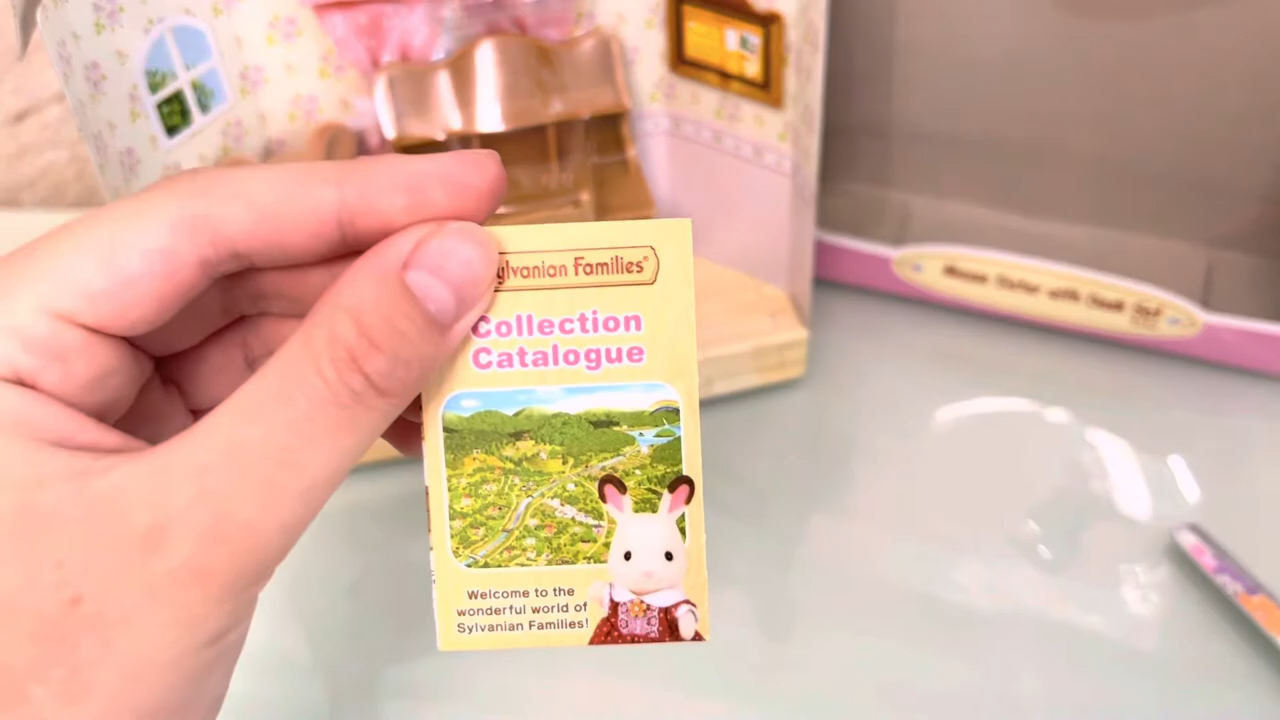 ylvanian Families®
Collection
Catalogue
Welcome to the
wonderful world of
Sylvanian Families!